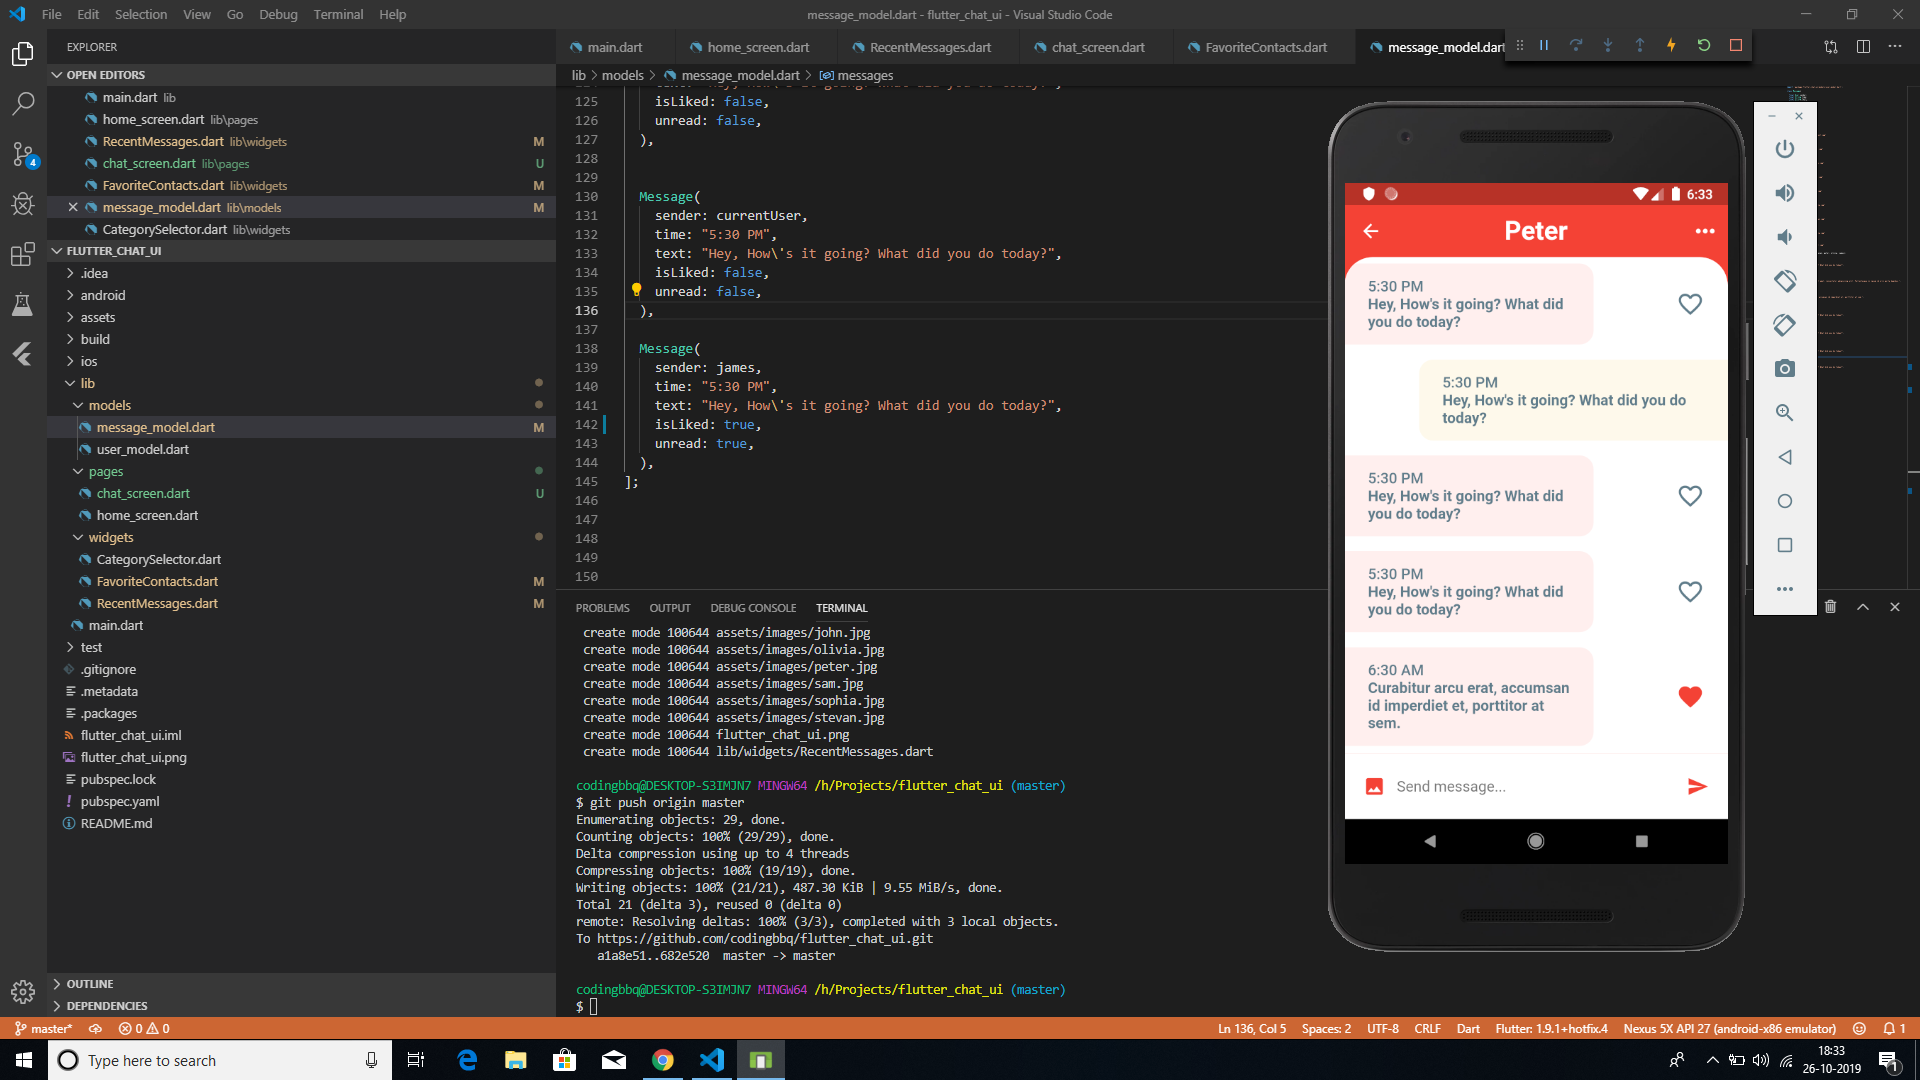 File Edit Selection View Go Debug Terminal Help
message_model.dart - flutter_chat_ui - Visual Studio Code
EXPLORER
OPEN EDITORS
main.dart lib
home_screen.dart lib\pages
RecentMessages.dart lib\widgets M
chat_screen.dart lib\pages U
FavoriteContacts.dart lib\widgets M
message_model.dart lib\models M
CategorySelector.dart lib\widgets
FLUTTER_CHAT_UI
.idea
android
assets
build
ios
lib
models
message_model.dart M
user_model.dart
pages
chat_screen.dart U
home_screen.dart
widgets
CategorySelector.dart
FavoriteContacts.dart M
RecentMessages.dart M
main.dart
test
.gitignore
.metadata
.packages
flutter_chat_ui.iml
flutter_chat_ui.png
pubspec.lock
pubspec.yaml
README.md
OUTLINE
DEPENDENCIES
4
main.dart home_screen.dart RecentMessages.dart chat_screen.dart FavoriteContacts.dart message_model.dart
lib > models > message_model.dart > messages
125 isLiked: false,
126 unread: false,
127 ),
128
129
130 Message(
131 sender: currentUser,
132 time: "5:30 PM",
133 text: "Hey, How\'s it going? What did you do today?",
134 isLiked: false,
135 unread: false,
136 ),
137
138 Message(
139 sender: james,
140 time: "5:30 PM",
141 text: "Hey, How\'s it going? What did you do today?",
142 isLiked: true,
143 unread: true,
144 ),
145 ];
146
147
148
149
150
PROBLEMS OUTPUT DEBUG CONSOLE TERMINAL
create mode 100644 assets/images/john.jpg
create mode 100644 assets/images/olivia.jpg
create mode 100644 assets/images/peter.jpg
create mode 100644 assets/images/sam.jpg
create mode 100644 assets/images/sophia.jpg
create mode 100644 assets/images/stevan.jpg
create mode 100644 flutter_chat_ui.png
create mode 100644 lib/widgets/RecentMessages.dart
codingbbq@DESKTOP-S3IMJN7 MINGW64 /h/Projects/flutter_chat_ui (master)
$ git push origin master
Enumerating objects: 29, done.
Counting objects: 100% (29/29), done.
Delta compression using up to 4 threads
Compressing objects: 100% (19/19), done.
Writing objects: 100% (21/21), 487.30 KiB | 9.55 MiB/s, done.
Total 21 (delta 3), reused 0 (delta 0)
remote: Resolving deltas: 100% (3/3), completed with 3 local objects.
To https://github.com/codingbbq/flutter_chat_ui.git
a1a8e51..682e520 master -> master
codingbbq@DESKTOP-S3IMJN7 MINGW64 /h/Projects/flutter_chat_ui (master)
$
6:33
Peter
5:30 PM
Hey, How's it going? What did
you do today?
5:30 PM
Hey, How's it going? What did you do
today?
5:30 PM
Hey, How's it going? What did
you do today?
5:30 PM
Hey, How's it going? What did
you do today?
6:30 AM
Curabitur arcu erat, accumsan
id imperdiet et, porttitor at
sem.
Send message...
master* 0 0
Ln 136, Col 5 Spaces: 2 UTF-8 CRLF Dart Flutter: 1.9.1+hotfix.4 Nexus 5X API 27 (android-x86 emulator) 1
Type here to search
18:33
26-10-2019
1